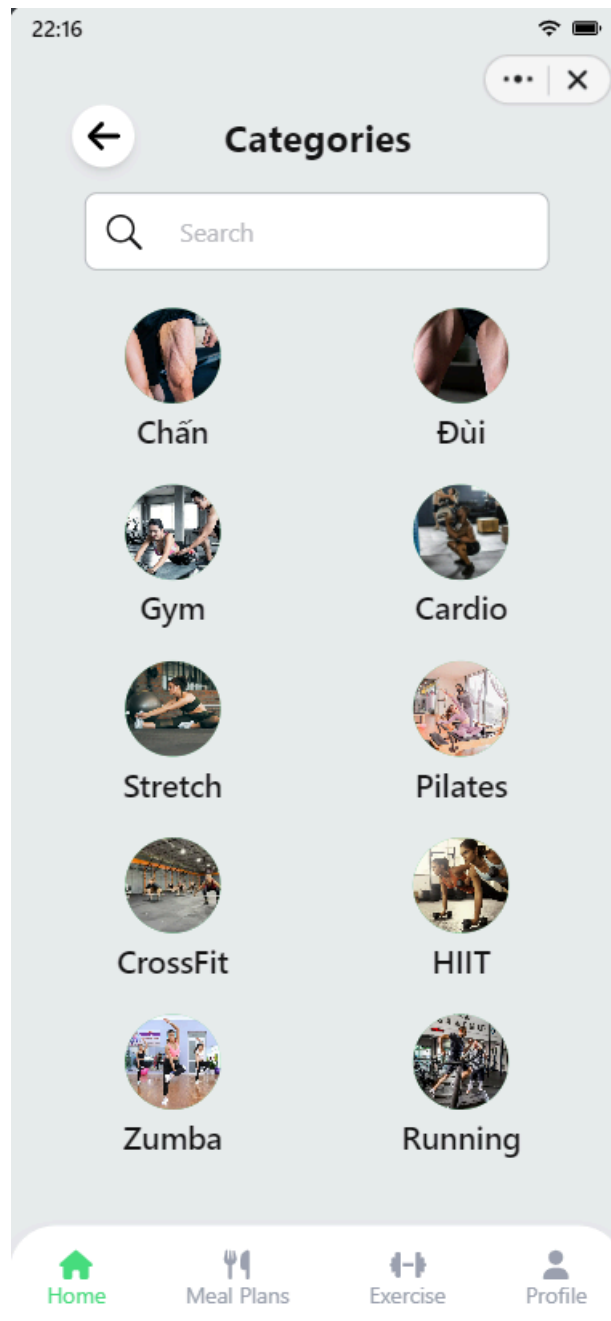 22:16
Categories
Search
Chấn
Đùi
Gym
Cardio
Stretch
Pilates
CrossFit
HIIT
Zumba
Running
Home
Meal Plans
Exercise
Profile